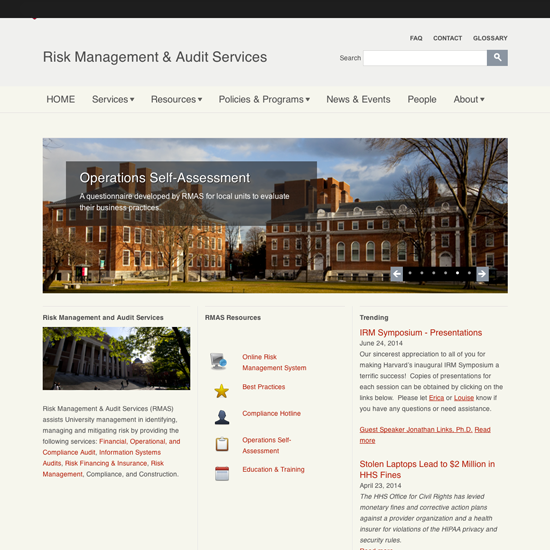 FAQ CONTACT GLOSSARY
Risk Management & Audit Services
Search
HOME Services Resources Policies & Programs News & Events People About
Operations Self-Assessment
A questionnaire developed by RMAS for local units to evaluate
their business practices.
Risk Management and Audit Services
Risk Management & Audit Services (RMAS)
assists University management in identifying,
managing and mitigating risk by providing the
following services: Financial, Operational, and
Compliance Audit, Information Systems
Audits, Risk Financing & Insurance, Risk
Management, Compliance, and Construction.
RMAS Resources
Online Risk
Management System
Best Practices
Compliance Hotline
Operations Self-
Assessment
Education & Training
Trending
IRM Symposium - Presentations
June 24, 2014
Our sincerest appreciation to all of you for
making Harvard's inaugural IRM Symposium a
terrific success! Copies of presentations for
each session can be obtained by clicking on the
links below. Please let Erica or Louise know if
you have any questions or need assistance.
Guest Speaker Jonathan Links, Ph.D. Read
more
Stolen Laptops Lead to $2 Million in
HHS Fines
April 23, 2014
The HHS Office for Civil Rights has levied
monetary fines and corrective action plans
against a provider organization and a health
insurer for violations of the HIPAA privacy and
security rules.